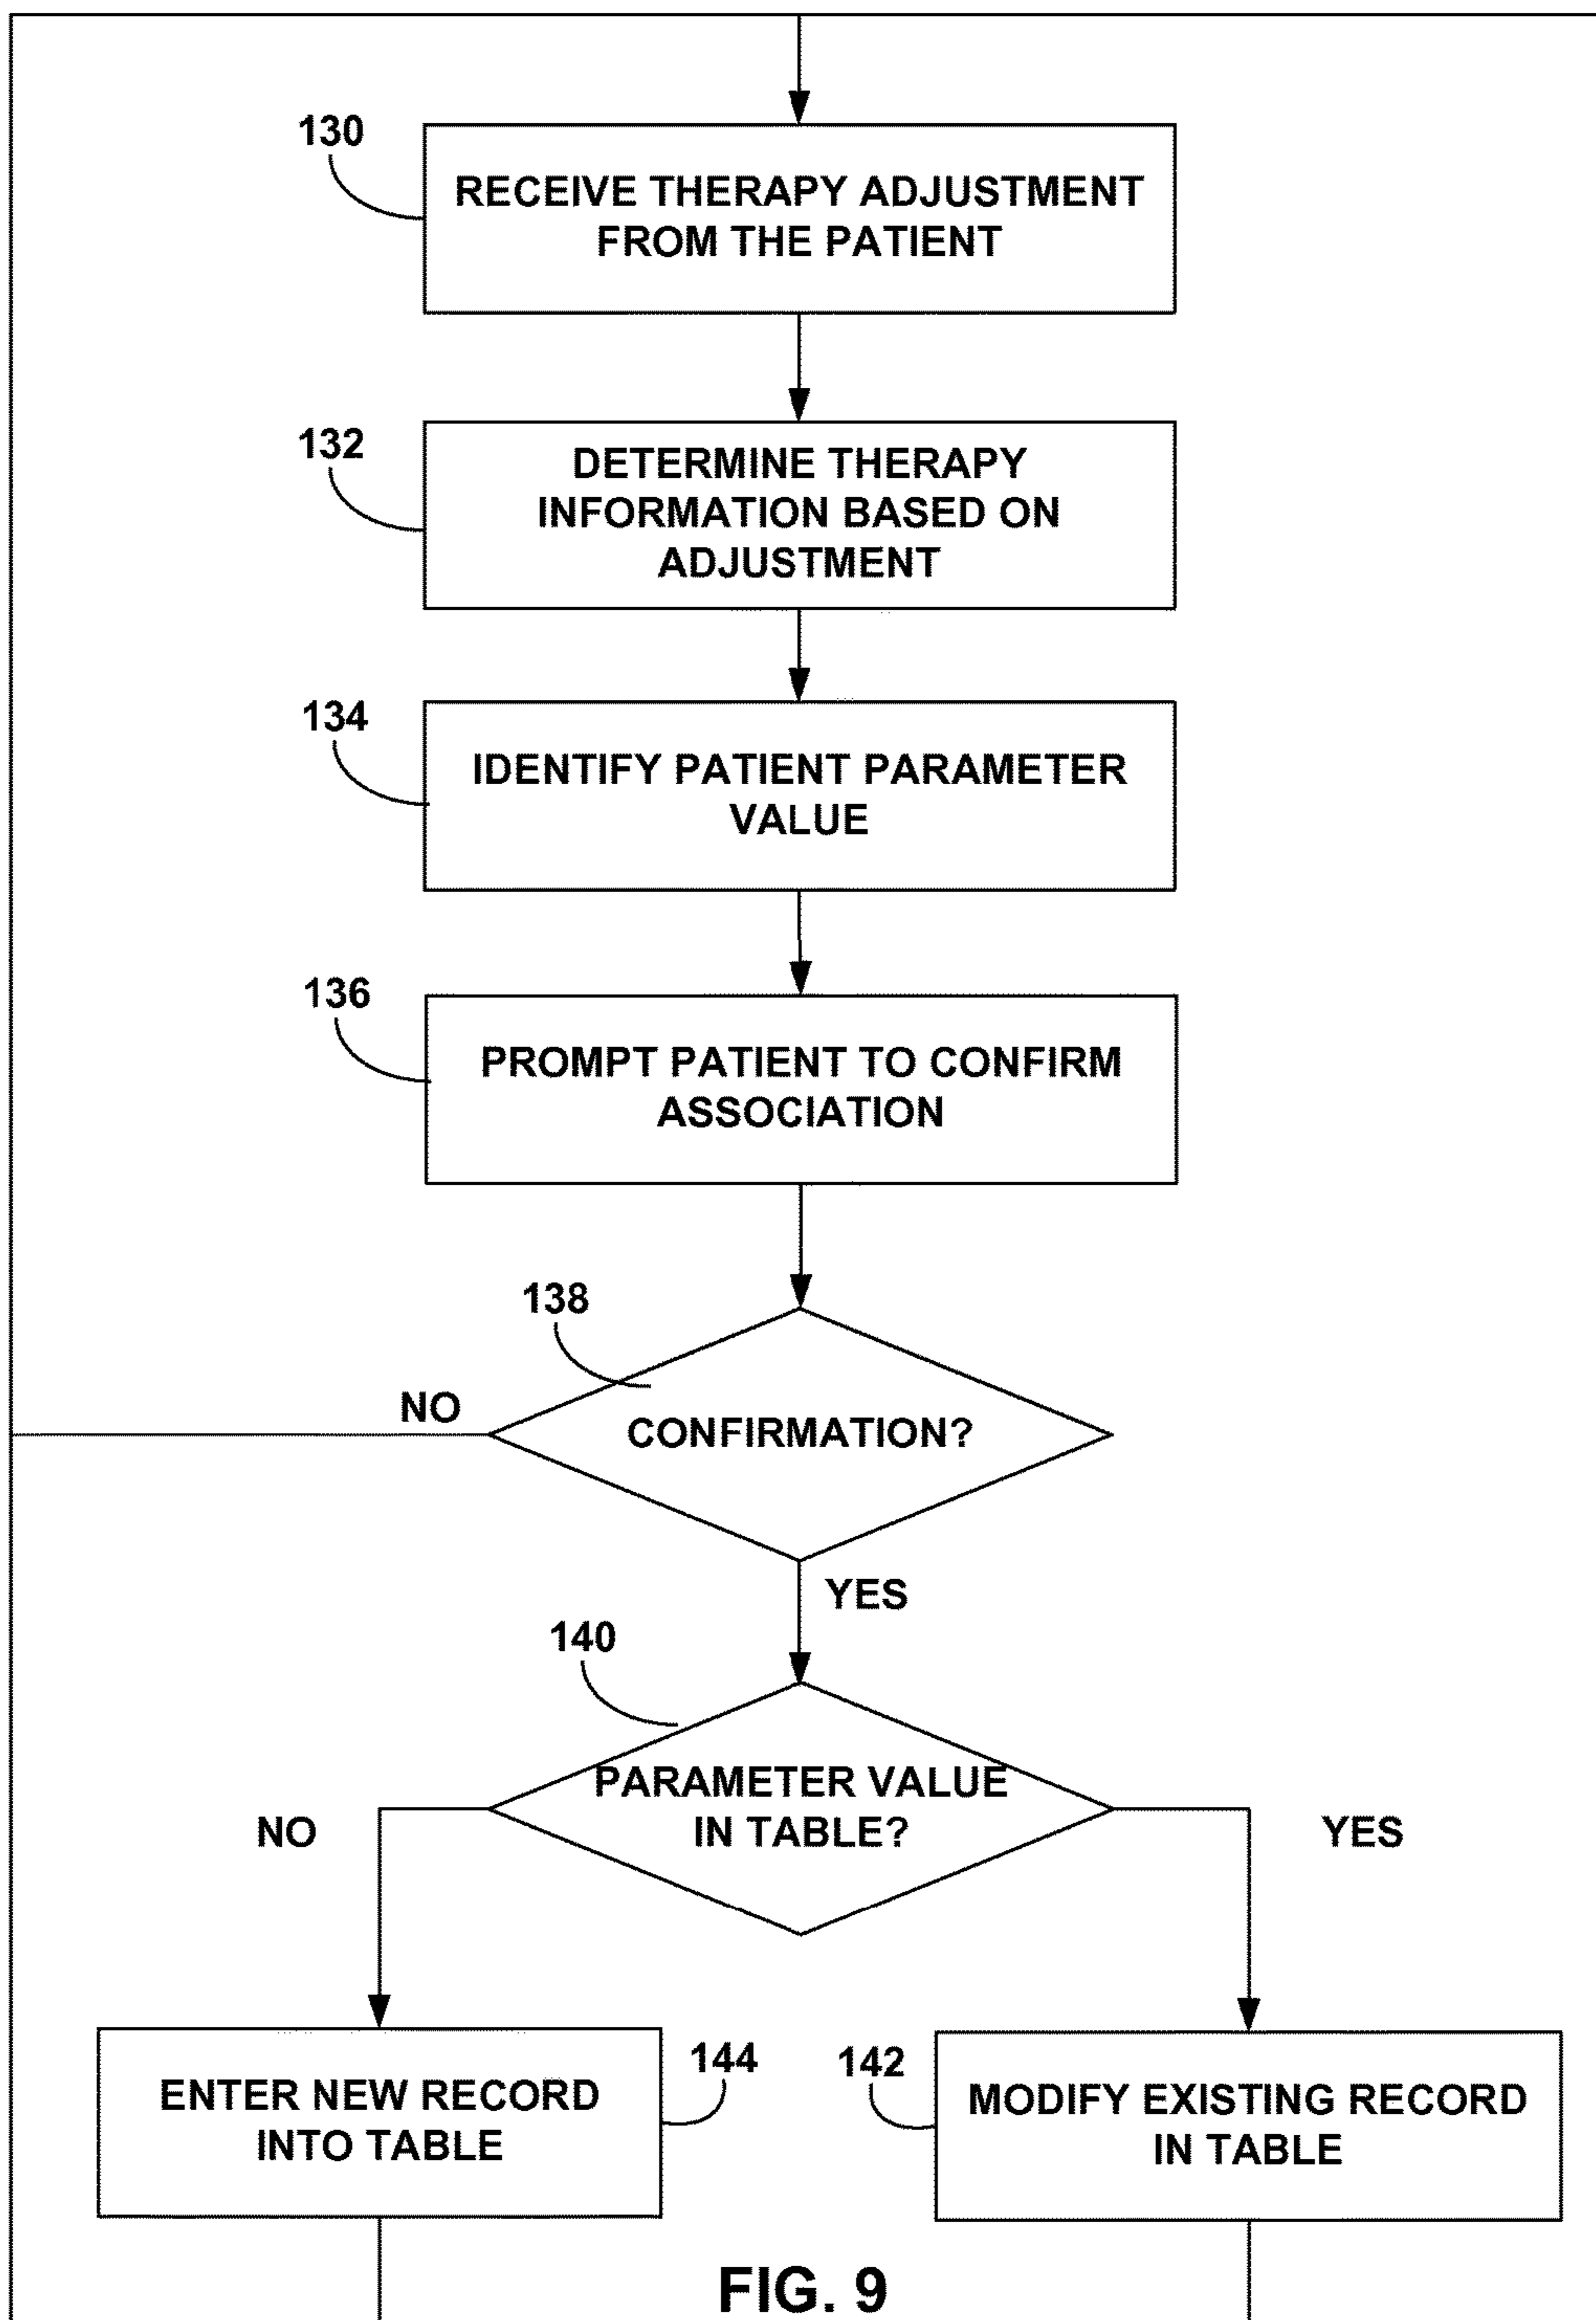 130
RECEIVE THERAPY ADJUSTMENT
FROM THE PATIENT
132
DETERMINE THERAPY
INFORMATION BASED ON
ADJUSTMENT
134
IDENTIFY PATIENT PARAMETER
VALUE
136
PROMPT PATIENT TO CONFIRM
ASSOCIATION
138
NO
CONFIRMATION?
YES
140
PARAMETER VALUE
IN TABLE?
NO
YES
144
142
ENTER NEW RECORD
INTO TABLE
MODIFY EXISTING RECORD
IN TABLE
FIG. 9